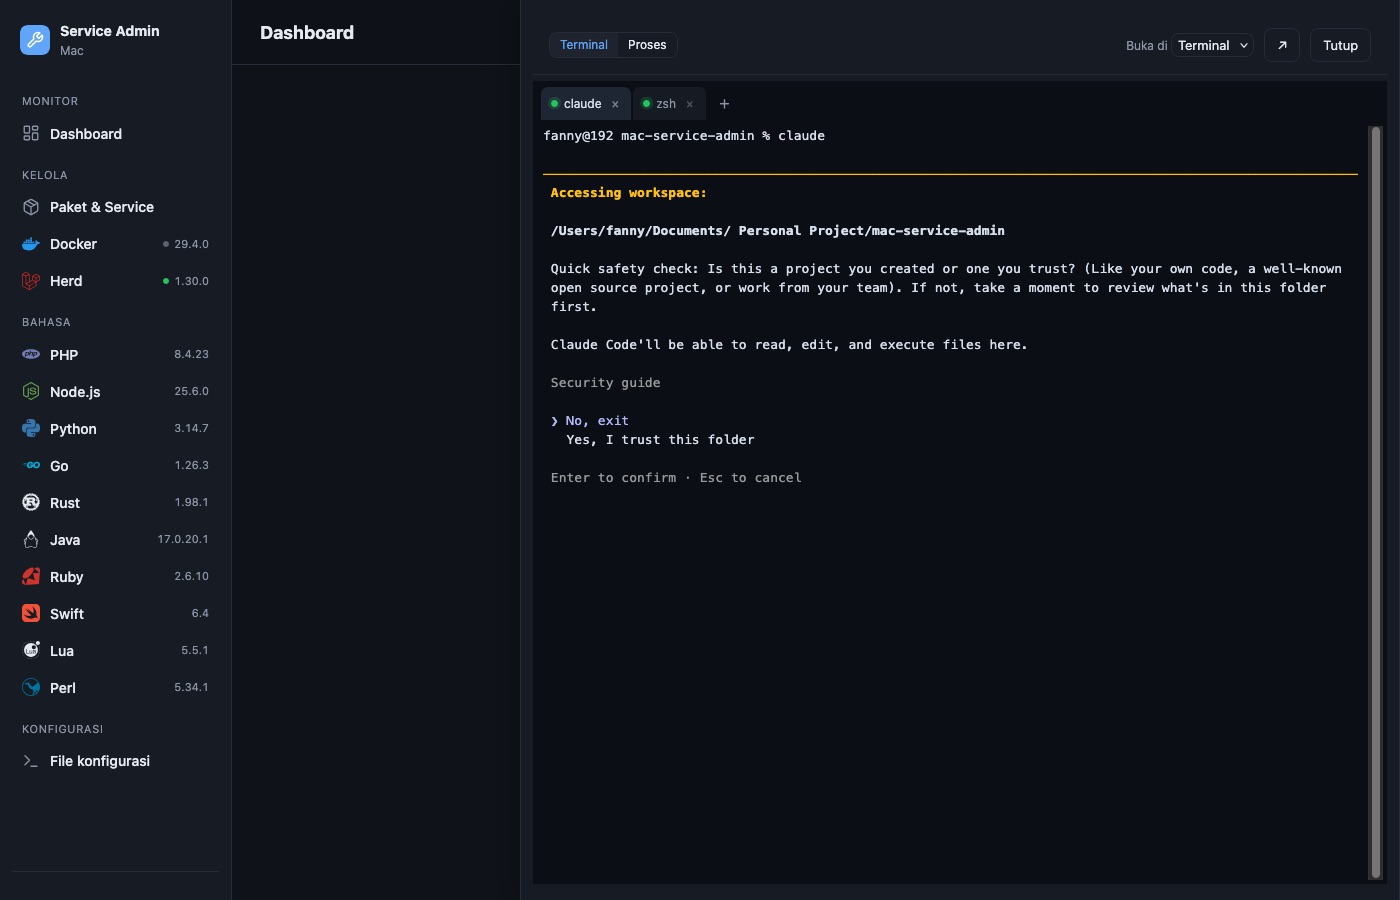 Service Admin
Mac
MONITOR
Dashboard
KELOLA
Paket & Service
Docker 29.4.0
Herd 1.30.0
BAHASA
PHP 8.4.23
Node.js 25.6.0
Python 3.14.7
Go 1.26.3
Rust 1.98.1
Java 17.0.20.1
Ruby 2.6.10
Swift 6.4
Lua 5.5.1
Perl 5.34.1
KONFIGURASI
File konfigurasi
Dashboard
Terminal Proses
Buka di Terminal Tutup
claude × zsh × +
fanny@192 mac-service-admin % claude
Accessing workspace:
/Users/fanny/Documents/ Personal Project/mac-service-admin
Quick safety check: Is this a project you created or one you trust? (Like your own code, a well-known
open source project, or work from your team). If not, take a moment to review what's in this folder
first.
Claude Code'll be able to read, edit, and execute files here.
Security guide
❯ No, exit
Yes, I trust this folder
Enter to confirm · Esc to cancel